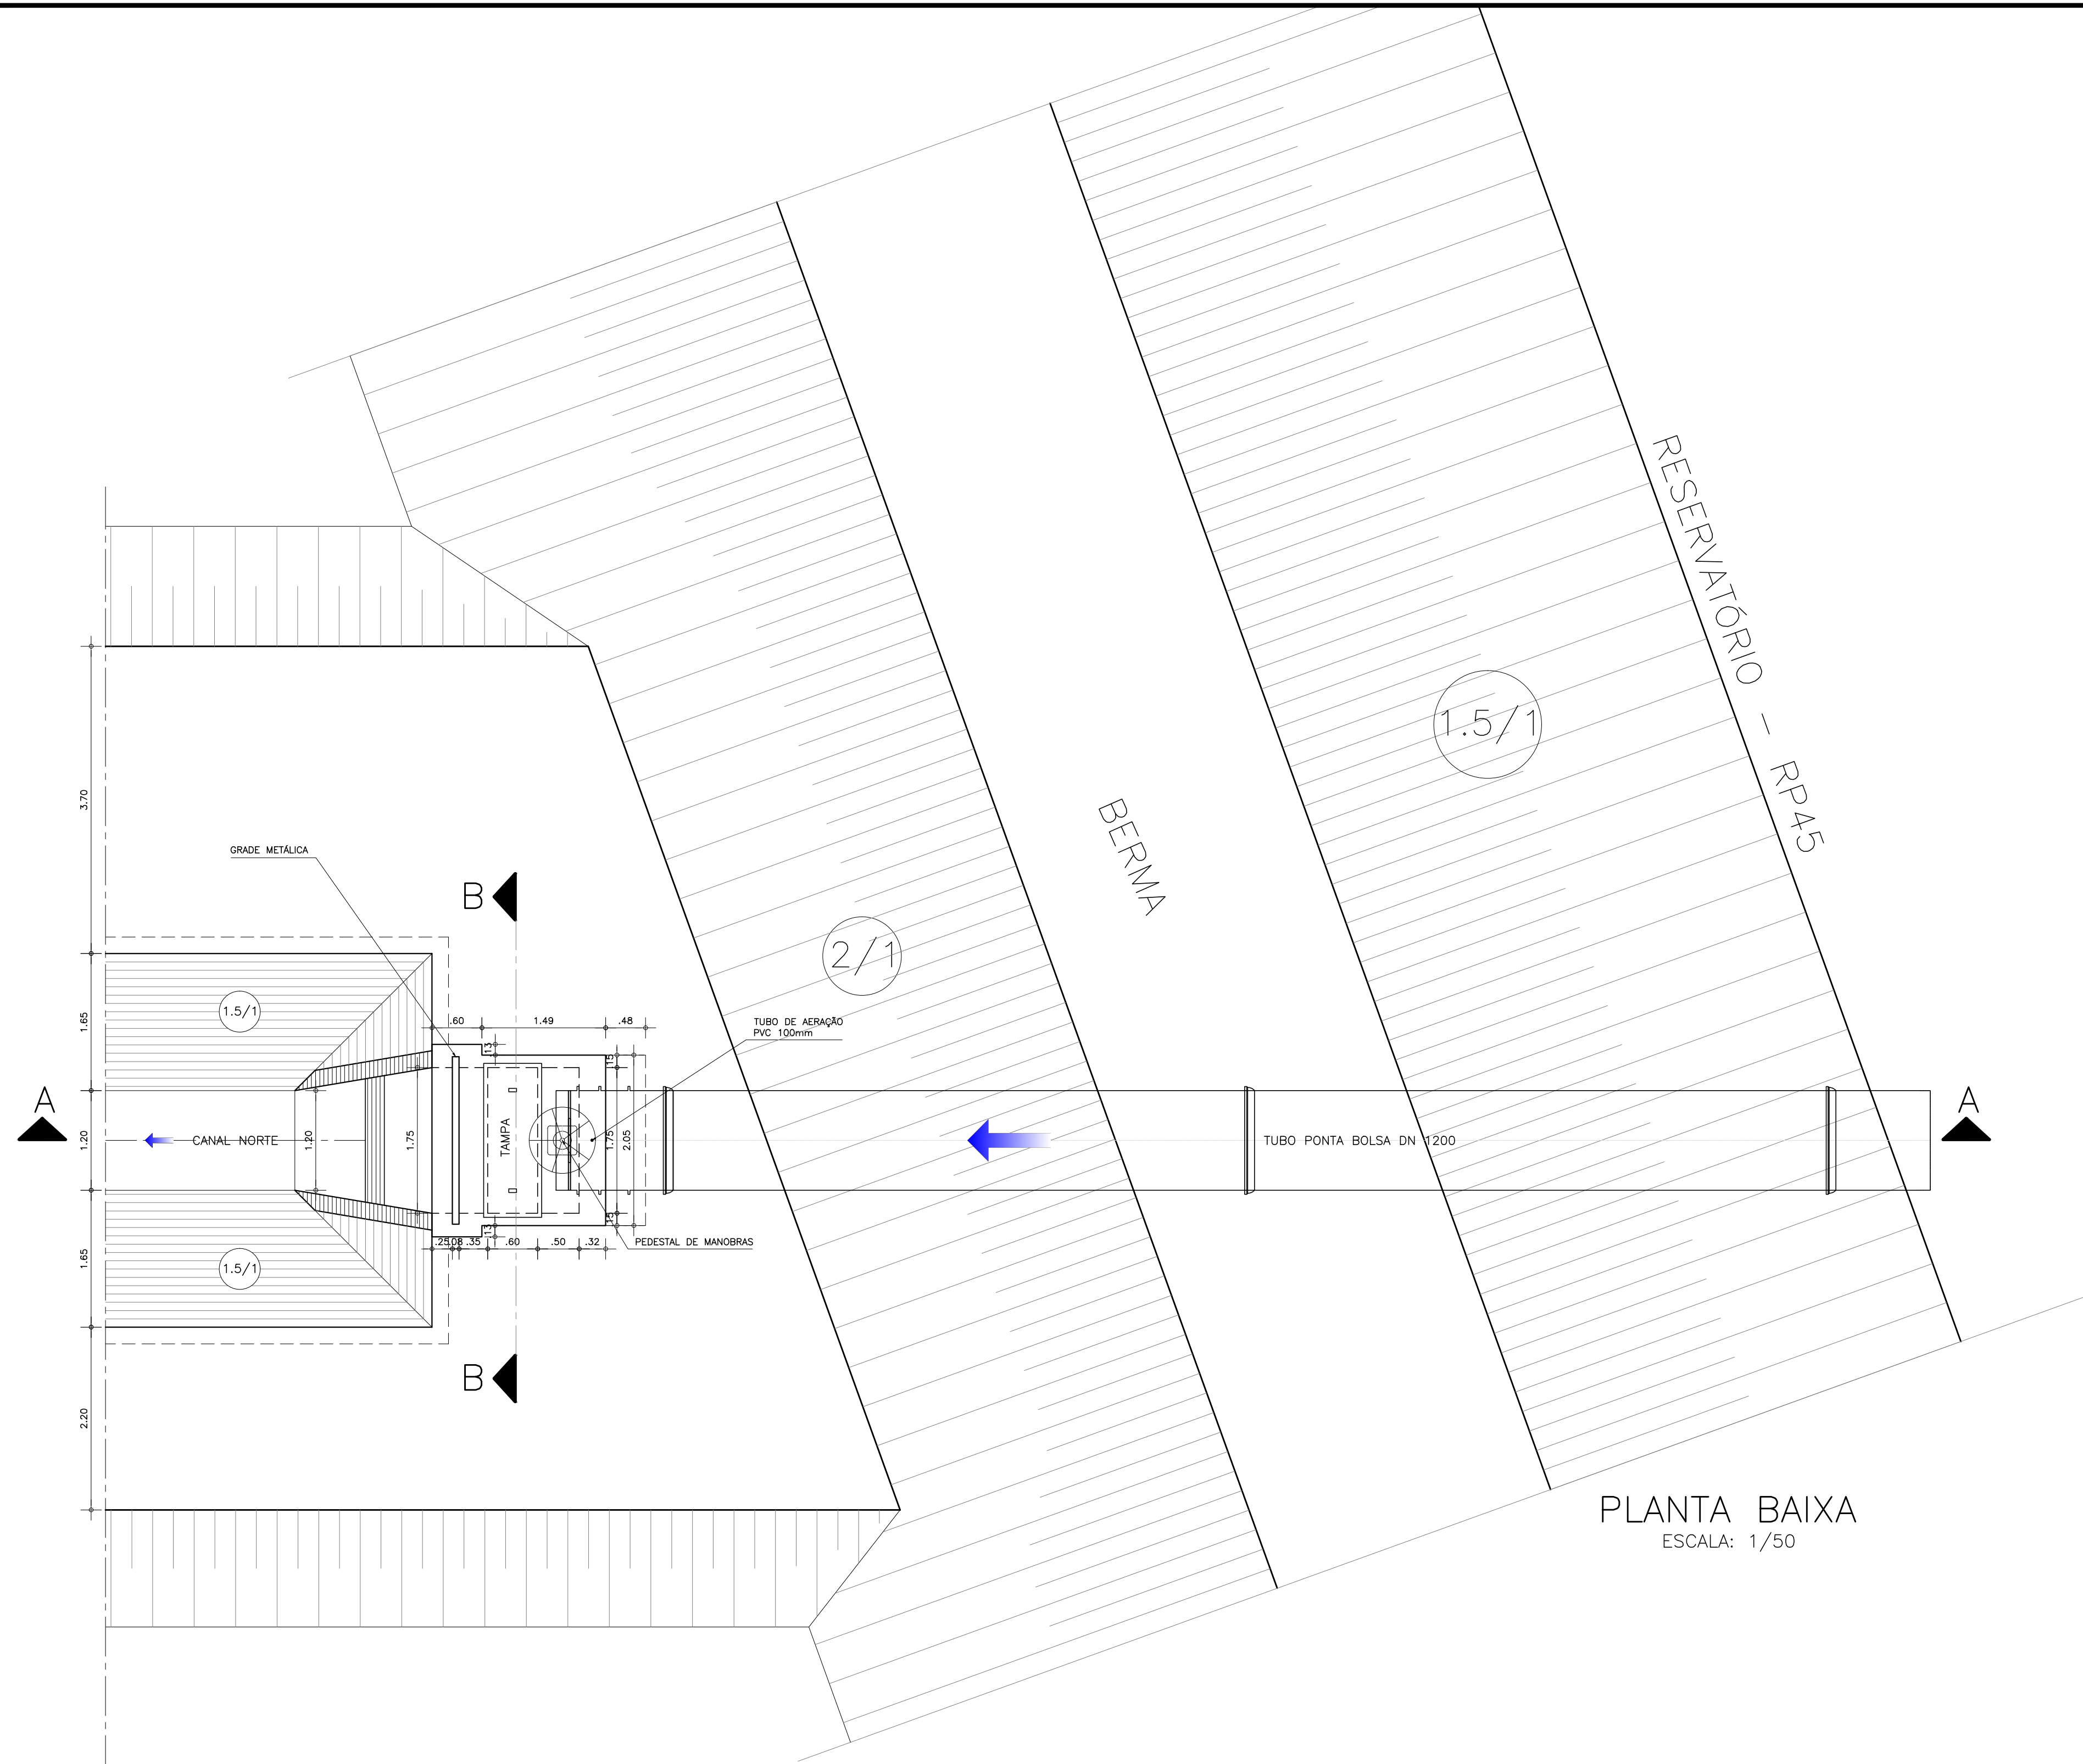 RESERVATÓRIO - RP45
1.5/1
3.70
BERMA
GRADE METÁLICA
B
2/1
1.5/1
1.65
.60
1.49
.48
TUBO DE AERAÇÃO
PVC 100mm
.13
.15
A
A
1.20
CANAL NORTE
1.20
1.75
TAMPA
1.75
2.05
TUBO PONTA BOLSA DN 1200
.13
.15
.25
.08
.35
.60
.50
.32
PEDESTAL DE MANOBRAS
1.65
1.5/1
B
2.20
PLANTA BAIXA
ESCALA: 1/50